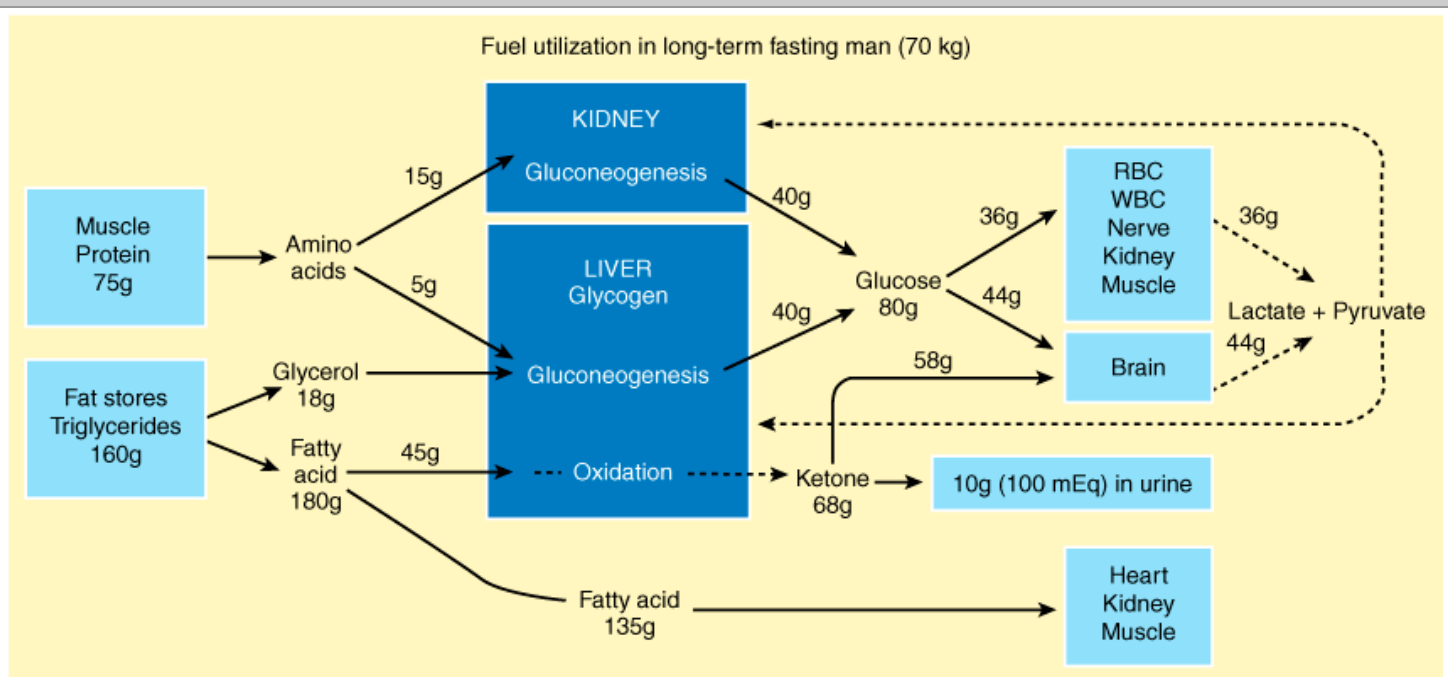 Fuel utilization in long-term fasting man (70 kg)
KIDNEY
Gluconeogenesis
15g
40g
Muscle
Protein
75g
Amino
acids
5g
LIVER
Glycogen
Gluconeogenesis
40g
Glucose
80g
36g
44g
RBC
WBC
Nerve
Kidney
Muscle
36g
Lactate + Pyruvate
44g
Brain
58g
Fat stores
Triglycerides
160g
Glycerol
18g
Fatty
acid
180g
45g
Oxidation
Ketone
68g
10g (100 mEq) in urine
Fatty acid
135g
Heart
Kidney
Muscle